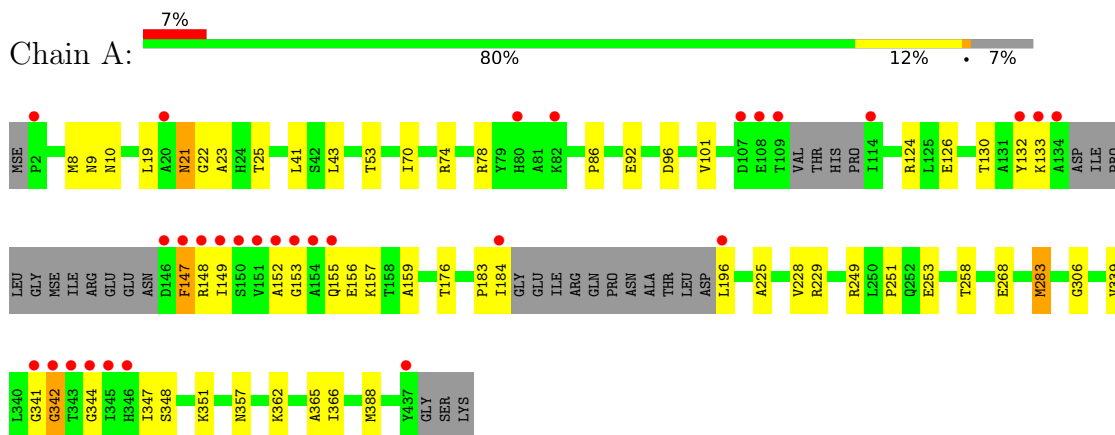 7%
Chain A:
80% 12% • 7%
MSE P2 M8 N9 N10 L19 A20 N21 G22 A23 H24 T25 L41 S42 L43 T53 I70 R74 R78 Y79 H80 A81 K82 P86 E92 D96 V101 D107 E108 T109 VAL THR HIS PRO I114 R124 L125 E126 T130 A131 Y132 K133 A134 ASP ILE PRO
LEU GLY MSE ILE ARG GLU GLU ASN D146 F147 R148 I149 S150 V151 A152 G153 A154 Q155 E156 K157 T158 A159 T176 P183 I184 GLY GLU ILE ARG GLN PRO ASN ALA THR LEU ASP L196 A225 V228 R229 R249 L250 P251 Q252 E253 T258 E268 M283 G306 V339
L340 G341 G342 T343 G344 I345 H346 I347 S348 K351 N357 K362 A365 I366 M388 Y437 GLY SER LYS